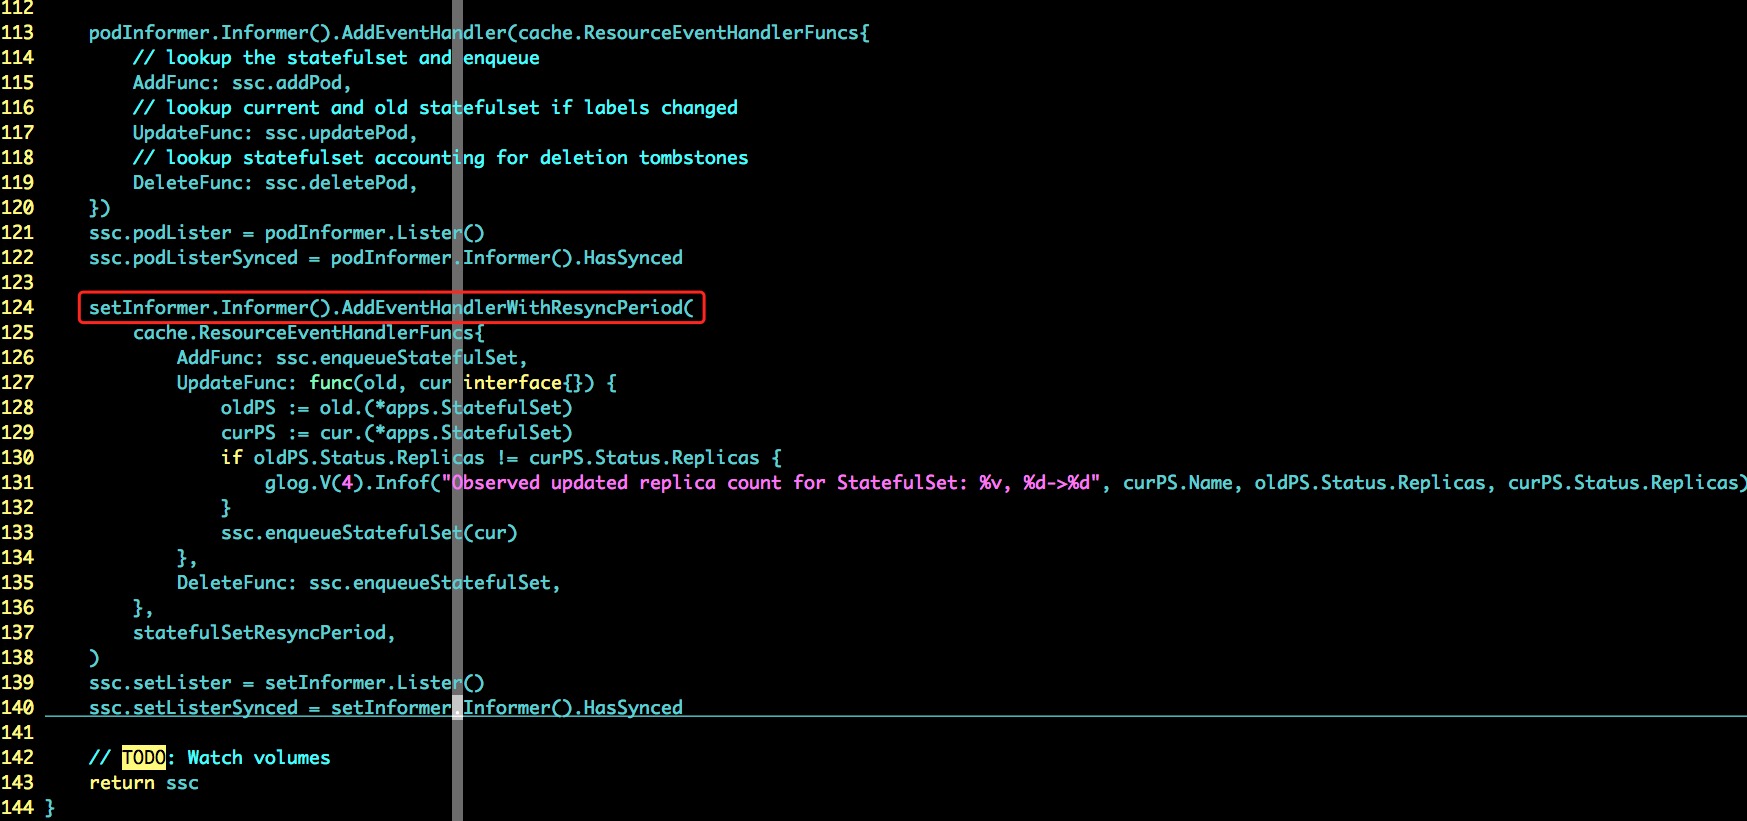 112
113     podInformer.Informer().AddEventHandler(cache.ResourceEventHandlerFuncs{
114         // lookup the statefulset and enqueue
115         AddFunc: ssc.addPod,
116         // lookup current and old statefulset if labels changed
117         UpdateFunc: ssc.updatePod,
118         // lookup statefulset accounting for deletion tombstones
119         DeleteFunc: ssc.deletePod,
120     })
121     ssc.podLister = podInformer.Lister()
122     ssc.podListerSynced = podInformer.Informer().HasSynced
123
124     setInformer.Informer().AddEventHandlerWithResyncPeriod(
125         cache.ResourceEventHandlerFuncs{
126             AddFunc: ssc.enqueueStatefulSet,
127             UpdateFunc: func(old, cur interface{}) {
128                 oldPS := old.(*apps.StatefulSet)
129                 curPS := cur.(*apps.StatefulSet)
130                 if oldPS.Status.Replicas != curPS.Status.Replicas {
131                     glog.V(4).Infof("Observed updated replica count for StatefulSet: %v, %d->%d", curPS.Name, oldPS.Status.Replicas, curPS.Status.Replicas)
132                 }
133                 ssc.enqueueStatefulSet(cur)
134             },
135             DeleteFunc: ssc.enqueueStatefulSet,
136         },
137         statefulSetResyncPeriod,
138     )
139     ssc.setLister = setInformer.Lister()
140     ssc.setListerSynced = setInformer.Informer().HasSynced
141
142     // TODO: Watch volumes
143     return ssc
144 }